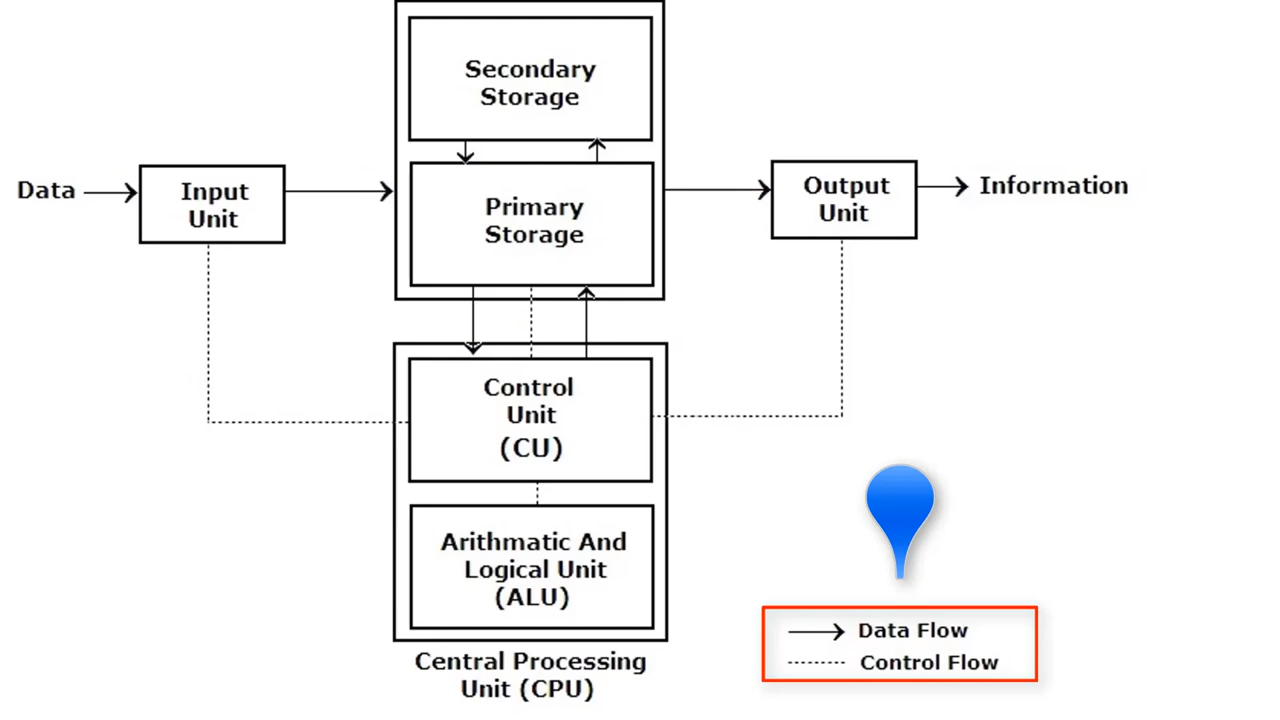 Secondary
Storage
Data
Input
Unit
Primary
Storage
Output
Unit
Information
Control
Unit
(CU)
Arithmatic And
Logical Unit
(ALU)
Central Processing
Unit (CPU)
Data Flow
Control Flow